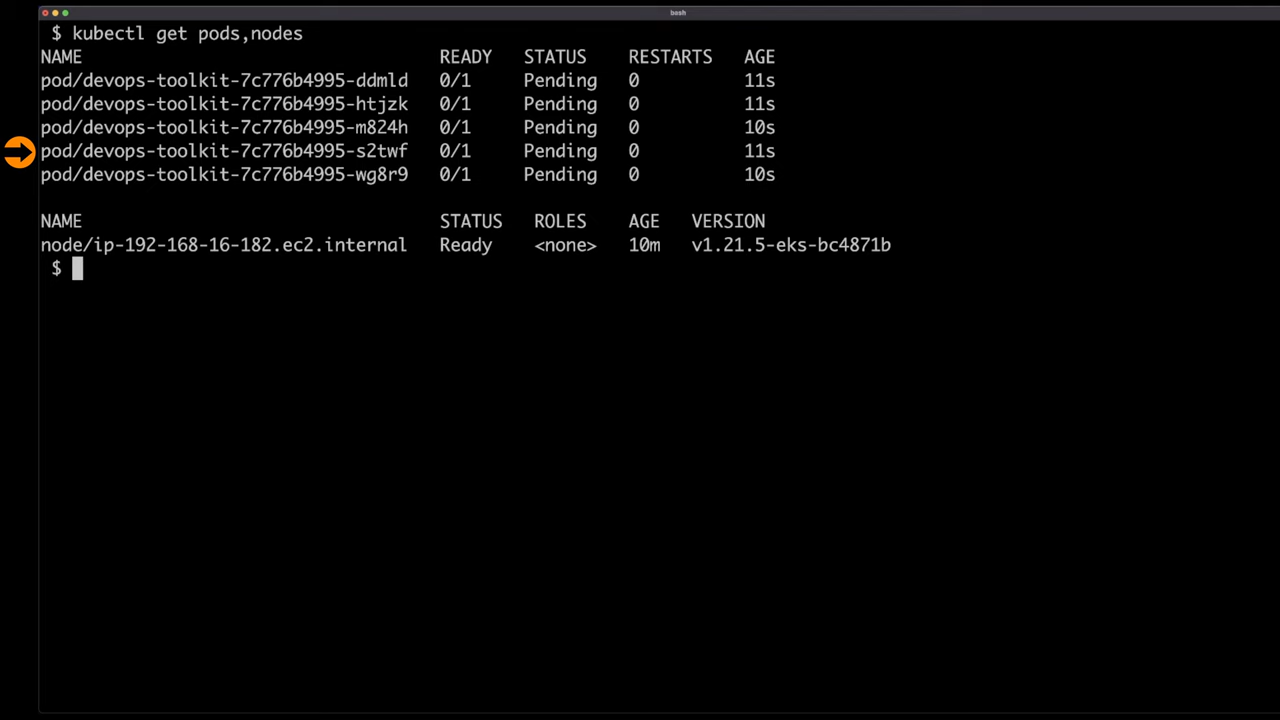 bash
$ kubectl get pods,nodes
NAME READY STATUS RESTARTS AGE
pod/devops-toolkit-7c776b4995-ddmld 0/1 Pending 0 11s
pod/devops-toolkit-7c776b4995-htjzk 0/1 Pending 0 11s
pod/devops-toolkit-7c776b4995-m824h 0/1 Pending 0 10s
pod/devops-toolkit-7c776b4995-s2twf 0/1 Pending 0 11s
pod/devops-toolkit-7c776b4995-wg8r9 0/1 Pending 0 10s
NAME STATUS ROLES AGE VERSION
node/ip-192-168-16-182.ec2.internal Ready <none> 10m v1.21.5-eks-bc4871b
$